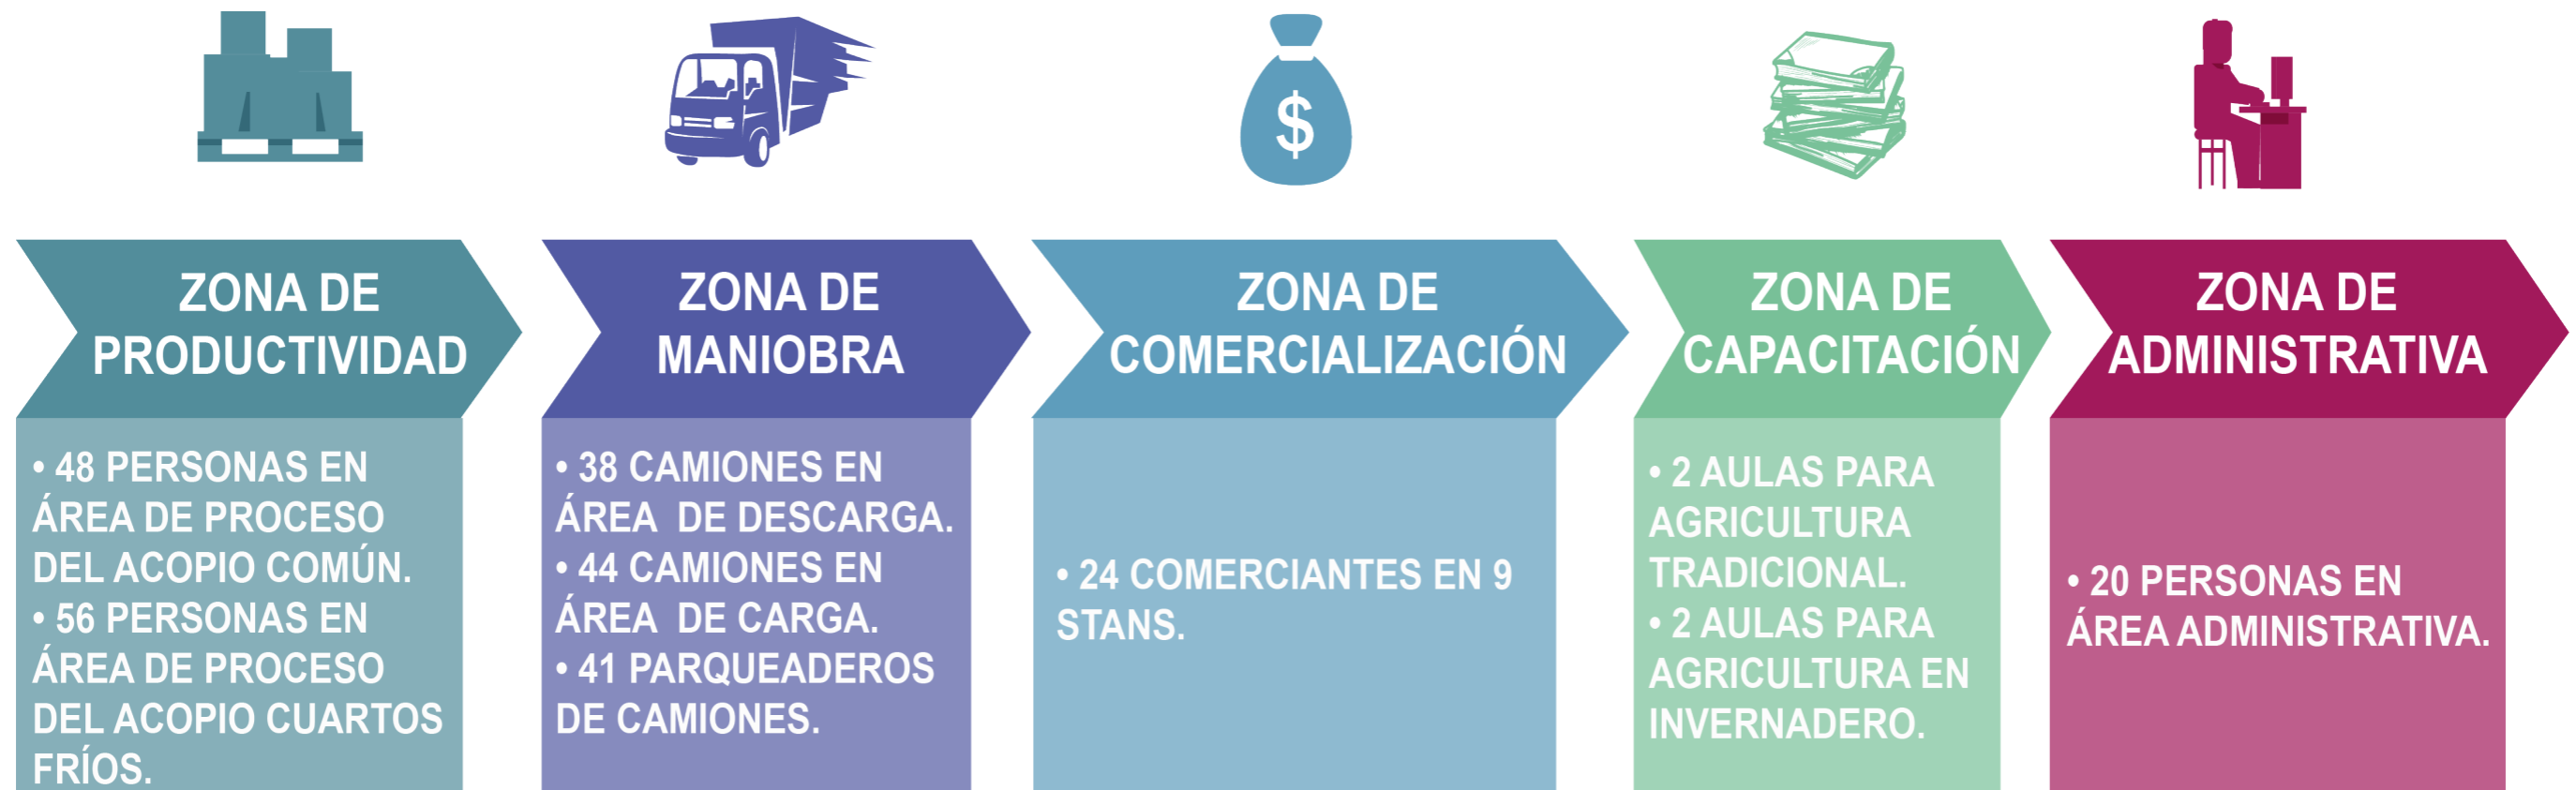 $
ZONA DE
PRODUCTIVIDAD
• 48 PERSONAS EN
ÁREA DE PROCESO
DEL ACOPIO COMÚN.
• 56 PERSONAS EN
ÁREA DE PROCESO
DEL ACOPIO CUARTOS
FRÍOS.
ZONA DE
MANIOBRA
• 38 CAMIONES EN
ÁREA DE DESCARGA.
• 44 CAMIONES EN
ÁREA DE CARGA.
• 41 PARQUEADEROS
DE CAMIONES.
ZONA DE
COMERCIALIZACIÓN
• 24 COMERCIANTES EN 9
STANS.
ZONA DE
CAPACITACIÓN
• 2 AULAS PARA
AGRICULTURA
TRADICIONAL.
• 2 AULAS PARA
AGRICULTURA EN
INVERNADERO.
ZONA DE
ADMINISTRATIVA
• 20 PERSONAS EN
ÁREA ADMINISTRATIVA.